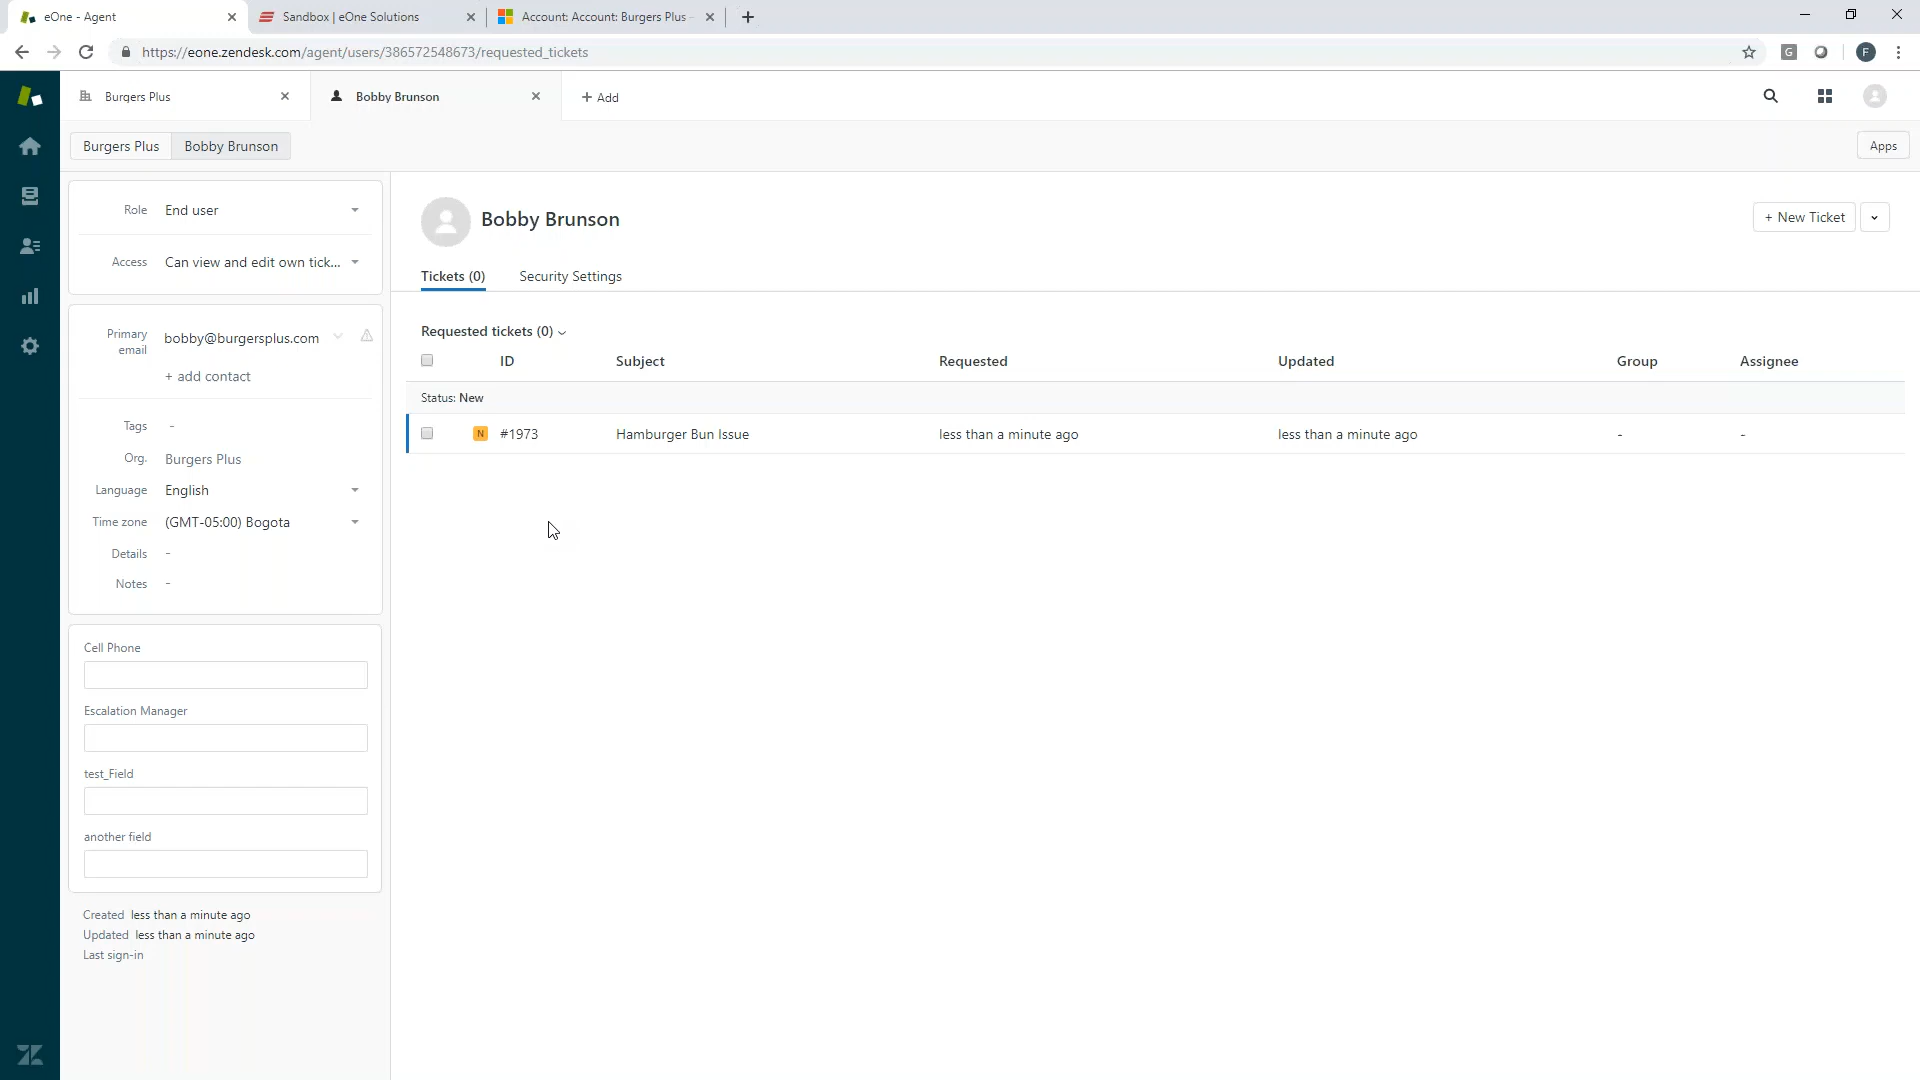 eOne - Agent
Sandbox | eOne Solutions
Account: Account: Burgers Plus -
https://eone.zendesk.com/agent/users/386572548673/requested_tickets
G
F
Burgers Plus
Bobby Brunson
+ Add
Burgers Plus
Bobby Brunson
Apps
Role End user
Access Can view and edit own tick...
Primary email bobby@burgersplus.com
+ add contact
Tags -
Org. Burgers Plus
Language English
Time zone (GMT-05:00) Bogota
Details -
Notes -
Cell Phone
Escalation Manager
test_Field
another field
Created less than a minute ago
Updated less than a minute ago
Last sign-in
Bobby Brunson
+ New Ticket
Tickets (0) Security Settings
Requested tickets (0)
ID Subject Requested Updated Group Assignee
Status: New
N #1973 Hamburger Bun Issue less than a minute ago less than a minute ago - -